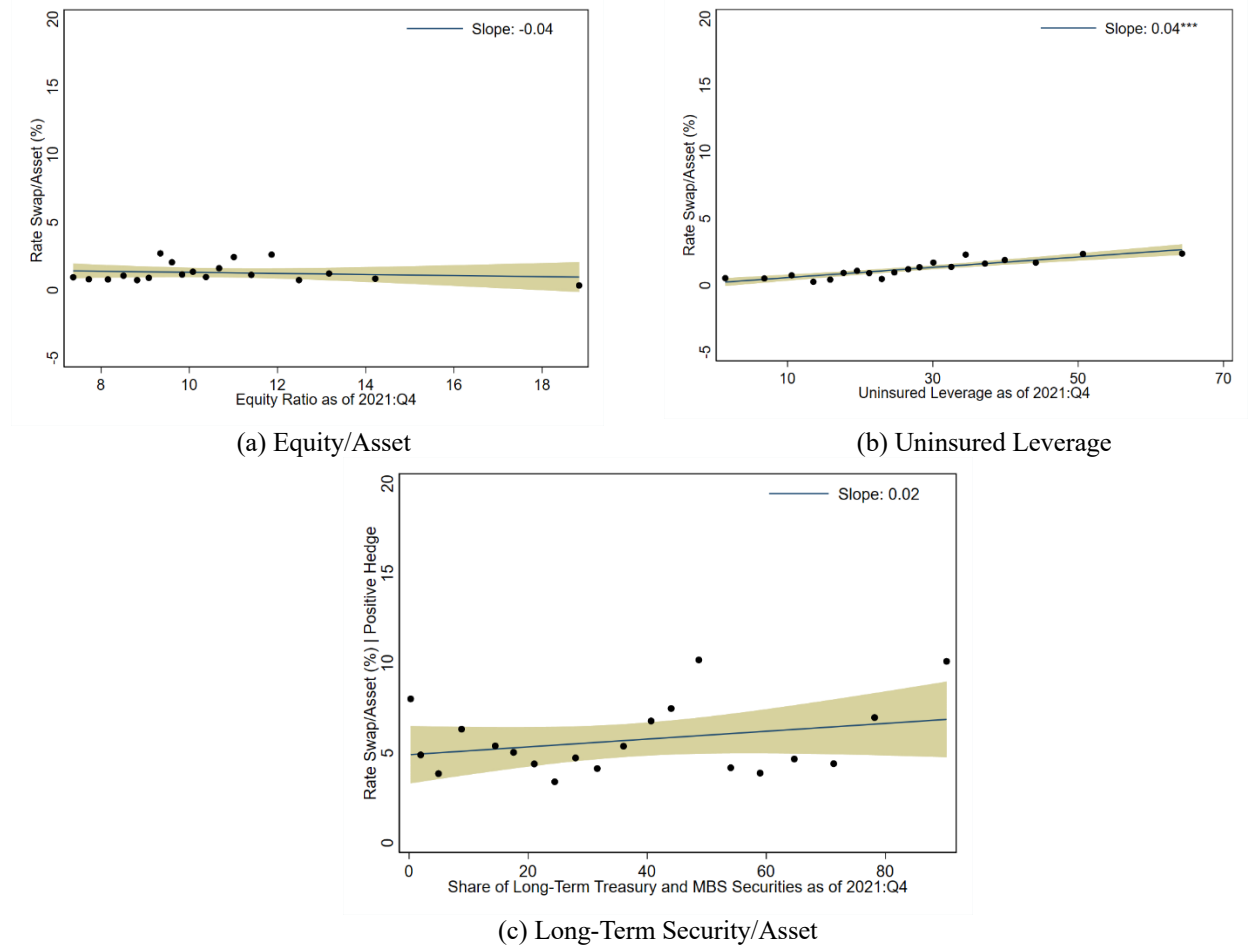 Slope: -0.04
Rate Swap/Asset (%)
20
15
10
5
0
-5
8 10 12 14 16 18
Equity Ratio as of 2021:Q4
(a) Equity/Asset
Slope: 0.04***
Rate Swap/Asset (%)
20
15
10
5
0
-5
10 30 50 70
Uninsured Leverage as of 2021:Q4
(b) Uninsured Leverage
Slope: 0.02
Rate Swap/Asset (%) | Positive Hedge
20
15
10
5
0
0 20 40 60 80
Share of Long-Term Treasury and MBS Securities as of 2021:Q4
(c) Long-Term Security/Asset